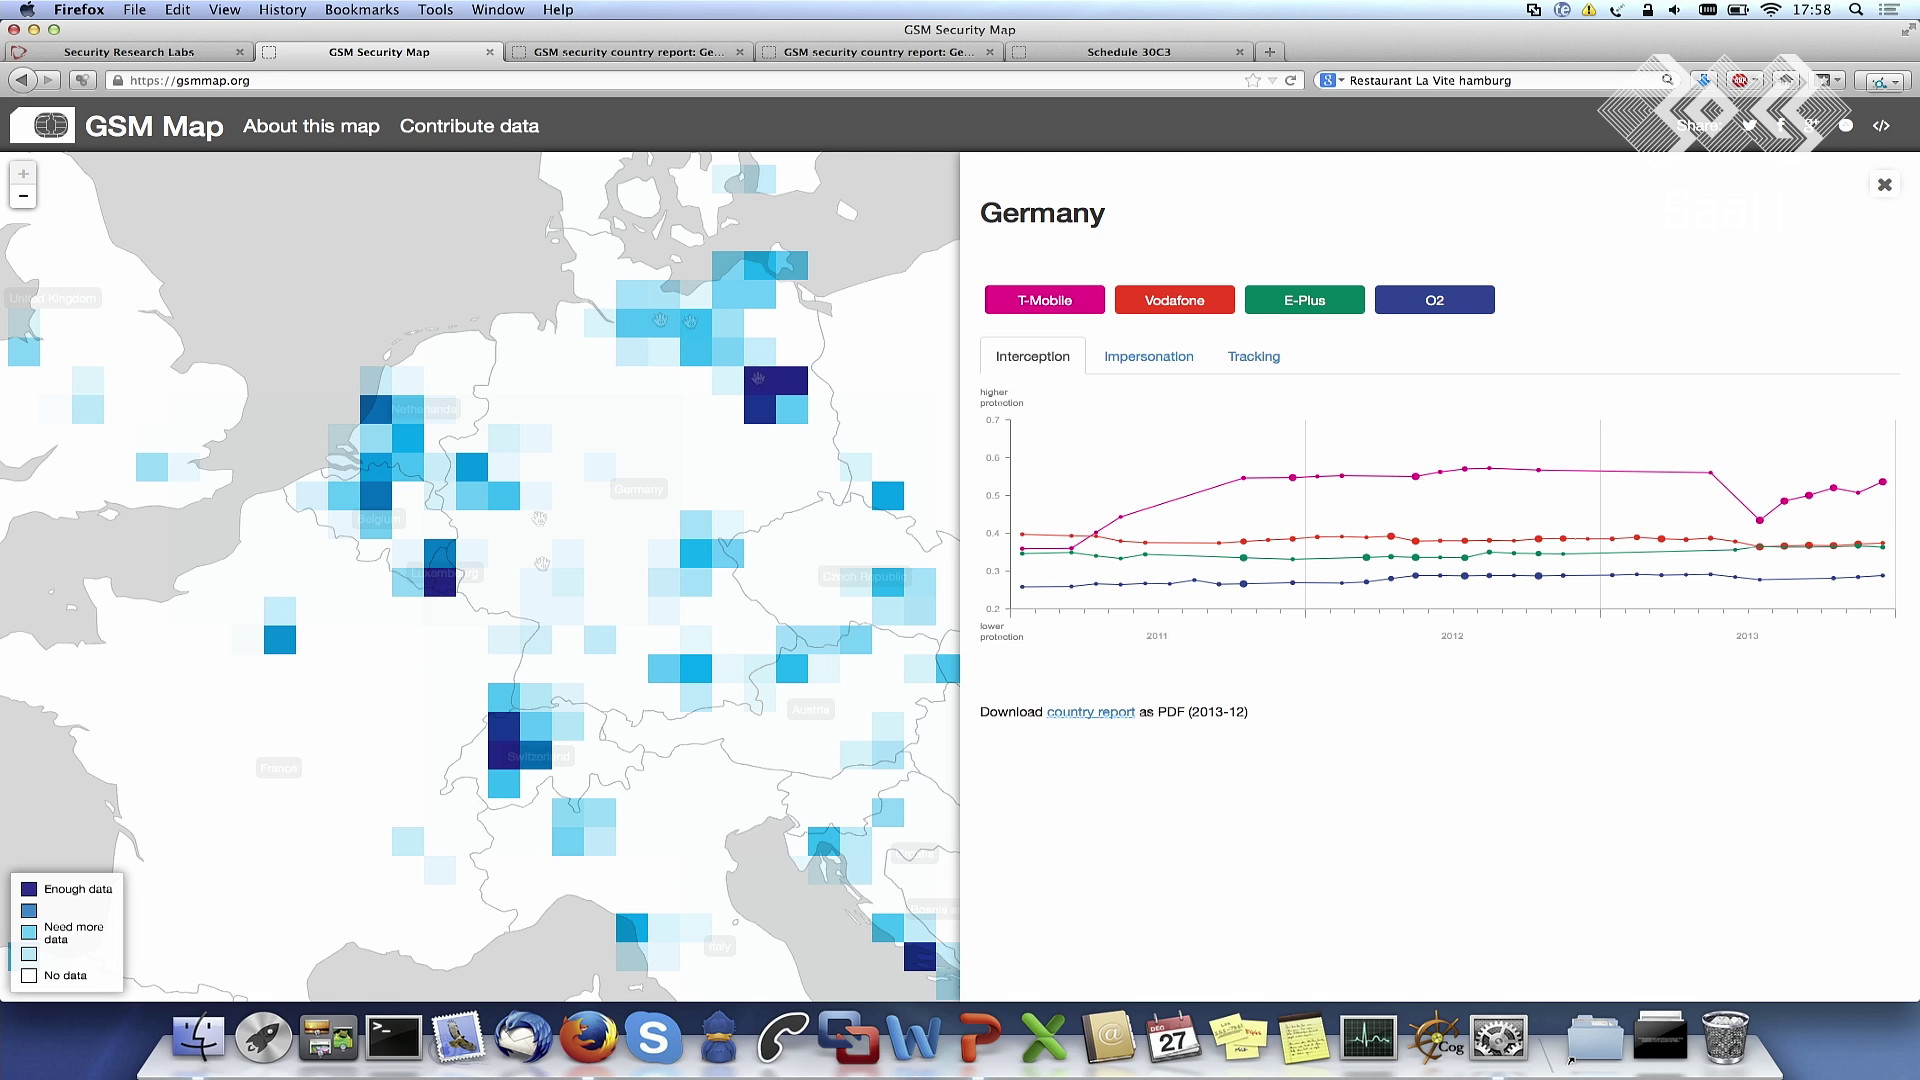 Firefox File Edit View History Bookmarks Tools Window Help
17:58
GSM Security Map
Security Research Labs
GSM Security Map
GSM security country report: Ge...
GSM security country report: Ge...
Schedule 30C3
https://gsmmap.org
Restaurant La Vite hamburg
GSM Map
About this map
Contribute data
Share:
+
−
United Kingdom
Netherlands
Germany
Belgium
Luxembourg
Czech Republic
Austria
Switzerland
France
Italy
Enough data
Need more
data
No data
Germany
T-Mobile
Vodafone
E-Plus
O2
Interception
Impersonation
Tracking
higher
protection
0.7
0.6
0.5
0.4
0.3
0.2
lower
protection
2011
2012
2013
Download country report as PDF (2013-12)
DEC
27
Cog